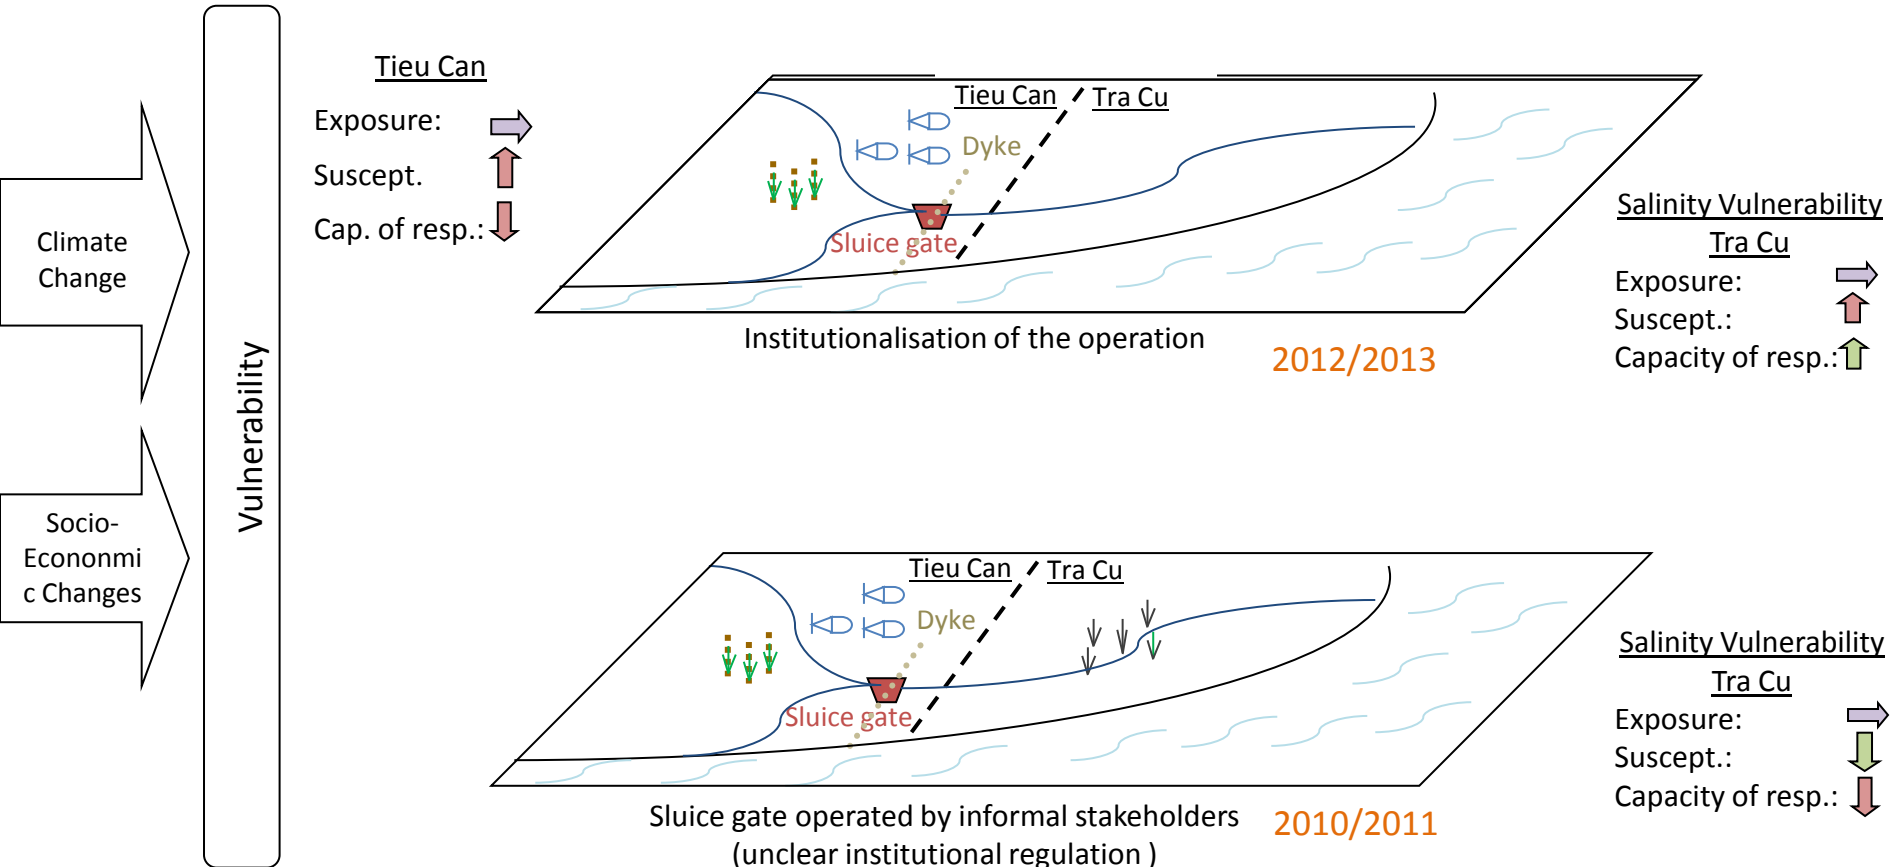 Climate
Change
Socio-
Econonmi
c Changes
Vulnerability
Tieu Can
Exposure:
Suscept.
Cap. of resp.:
Tieu Can
Tra Cu
Dyke
Sluice gate
Institutionalisation of the operation
2012/2013
Salinity Vulnerability
Tra Cu
Exposure:
Suscept.:
Capacity of resp.:
Tieu Can
Tra Cu
Dyke
Sluice gate
Sluice gate operated by informal stakeholders
(unclear institutional regulation )
2010/2011
Salinity Vulnerability
Tra Cu
Exposure:
Suscept.:
Capacity of resp.: